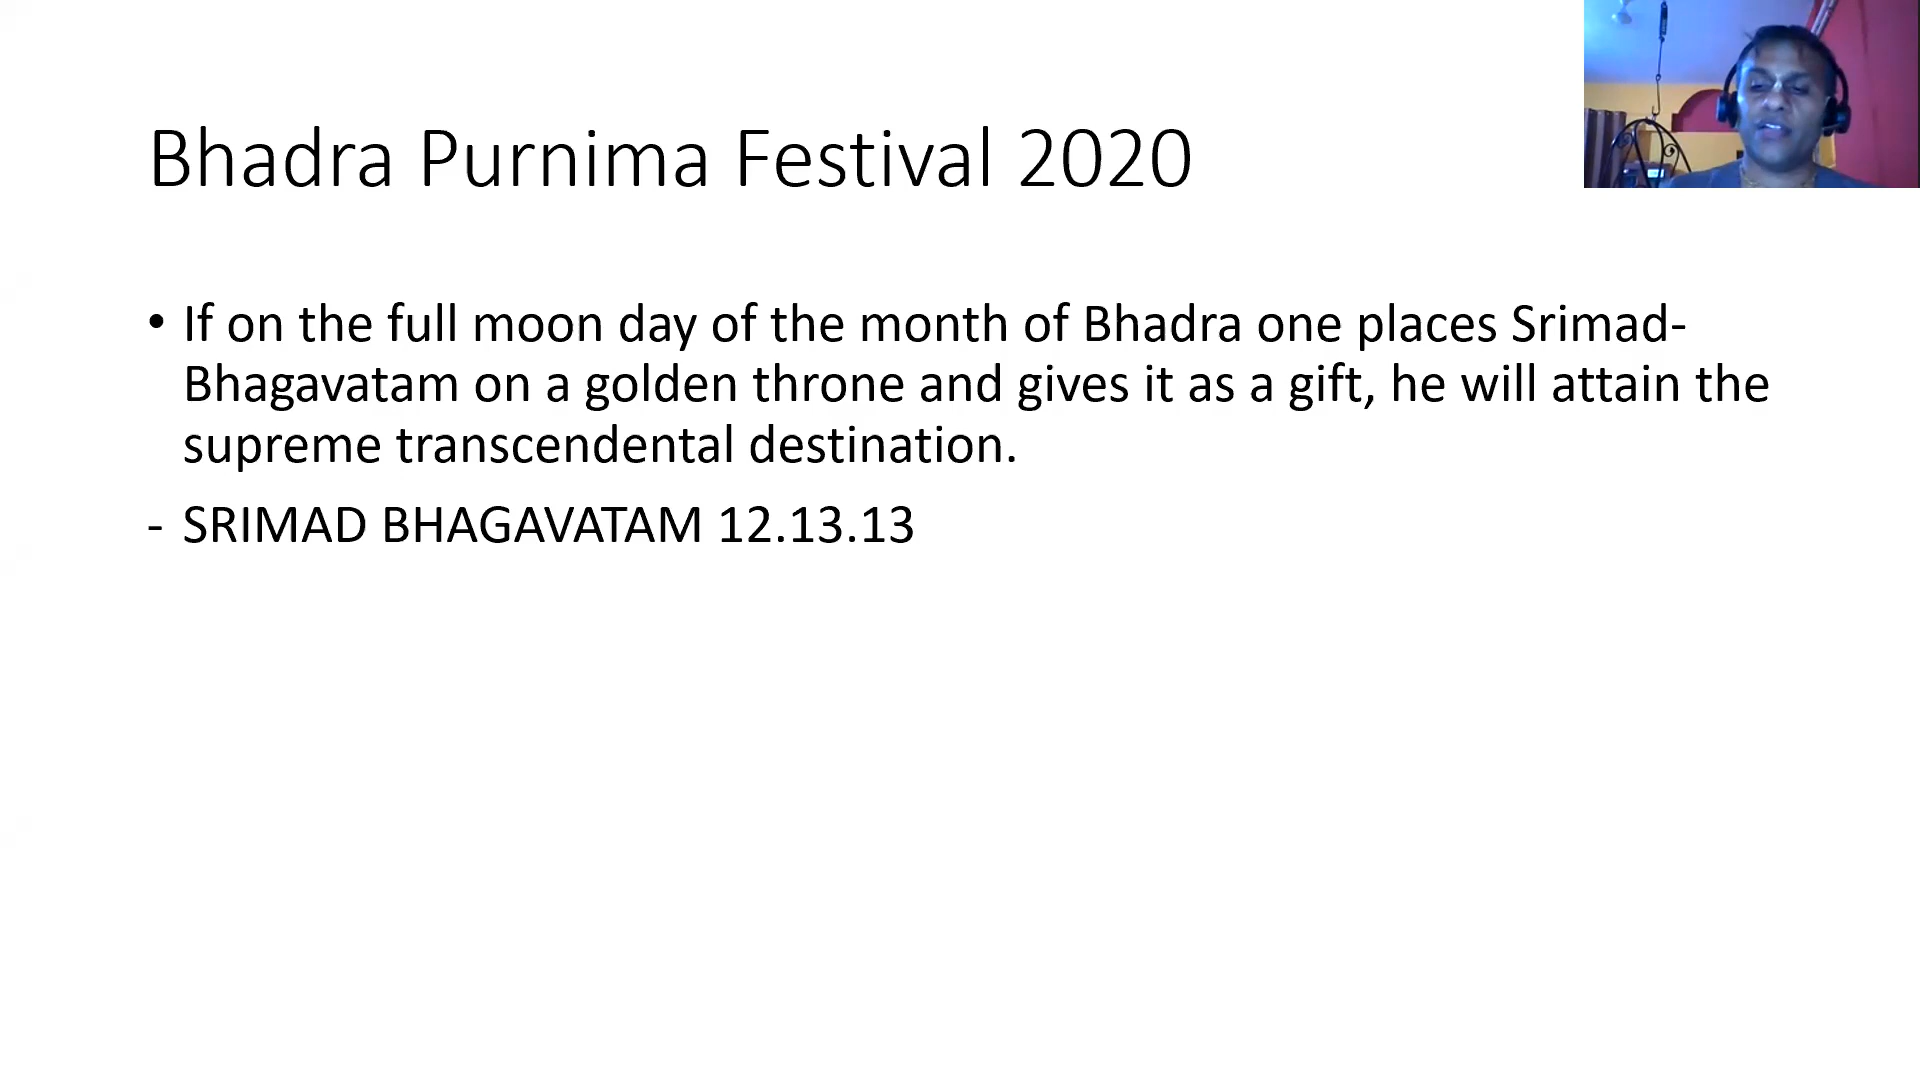 Bhadra Purnima Festival 2020
• If on the full moon day of the month of Bhadra one places Srimad-
Bhagavatam on a golden throne and gives it as a gift, he will attain the
supreme transcendental destination.
- SRIMAD BHAGAVATAM 12.13.13